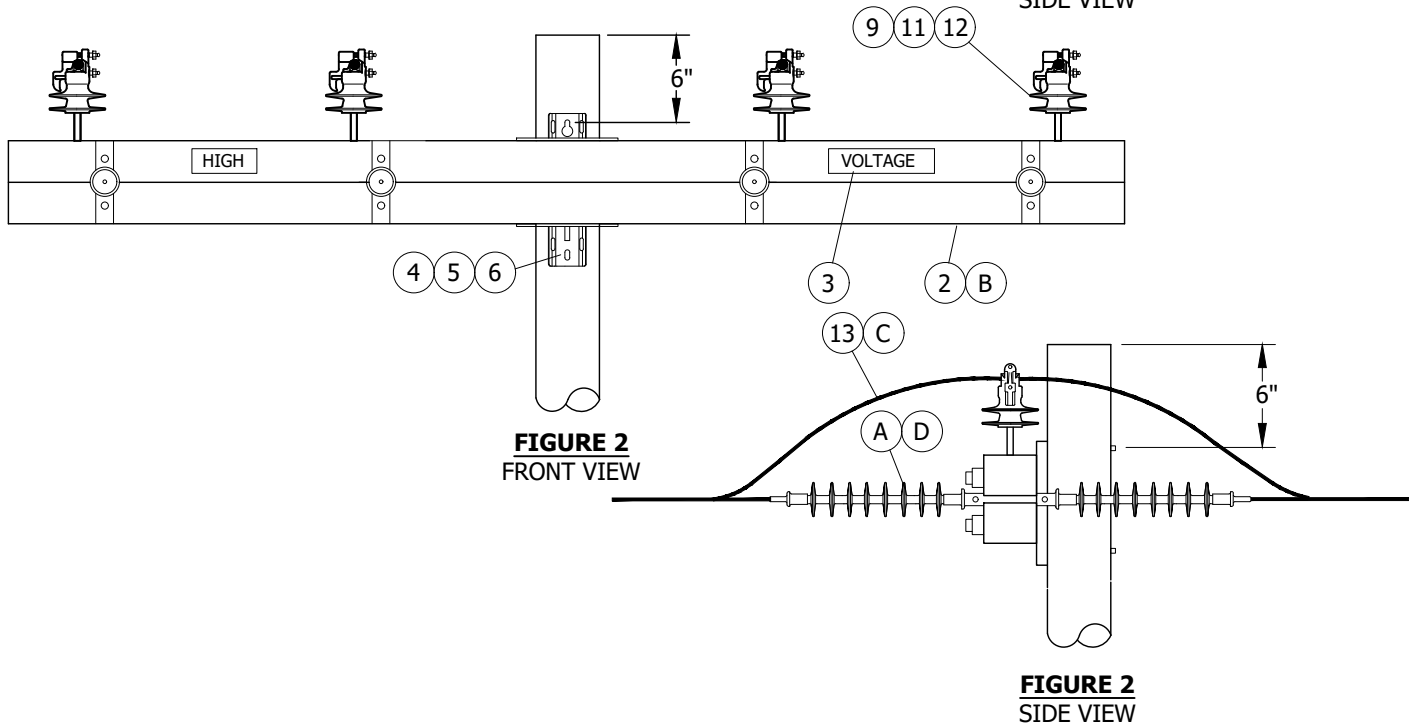 SIDE VIEW
9 11 12
6"
HIGH
VOLTAGE
4 5 6
3
2 B
13 C
6"
A D
FIGURE 2
FRONT VIEW
FIGURE 2
SIDE VIEW